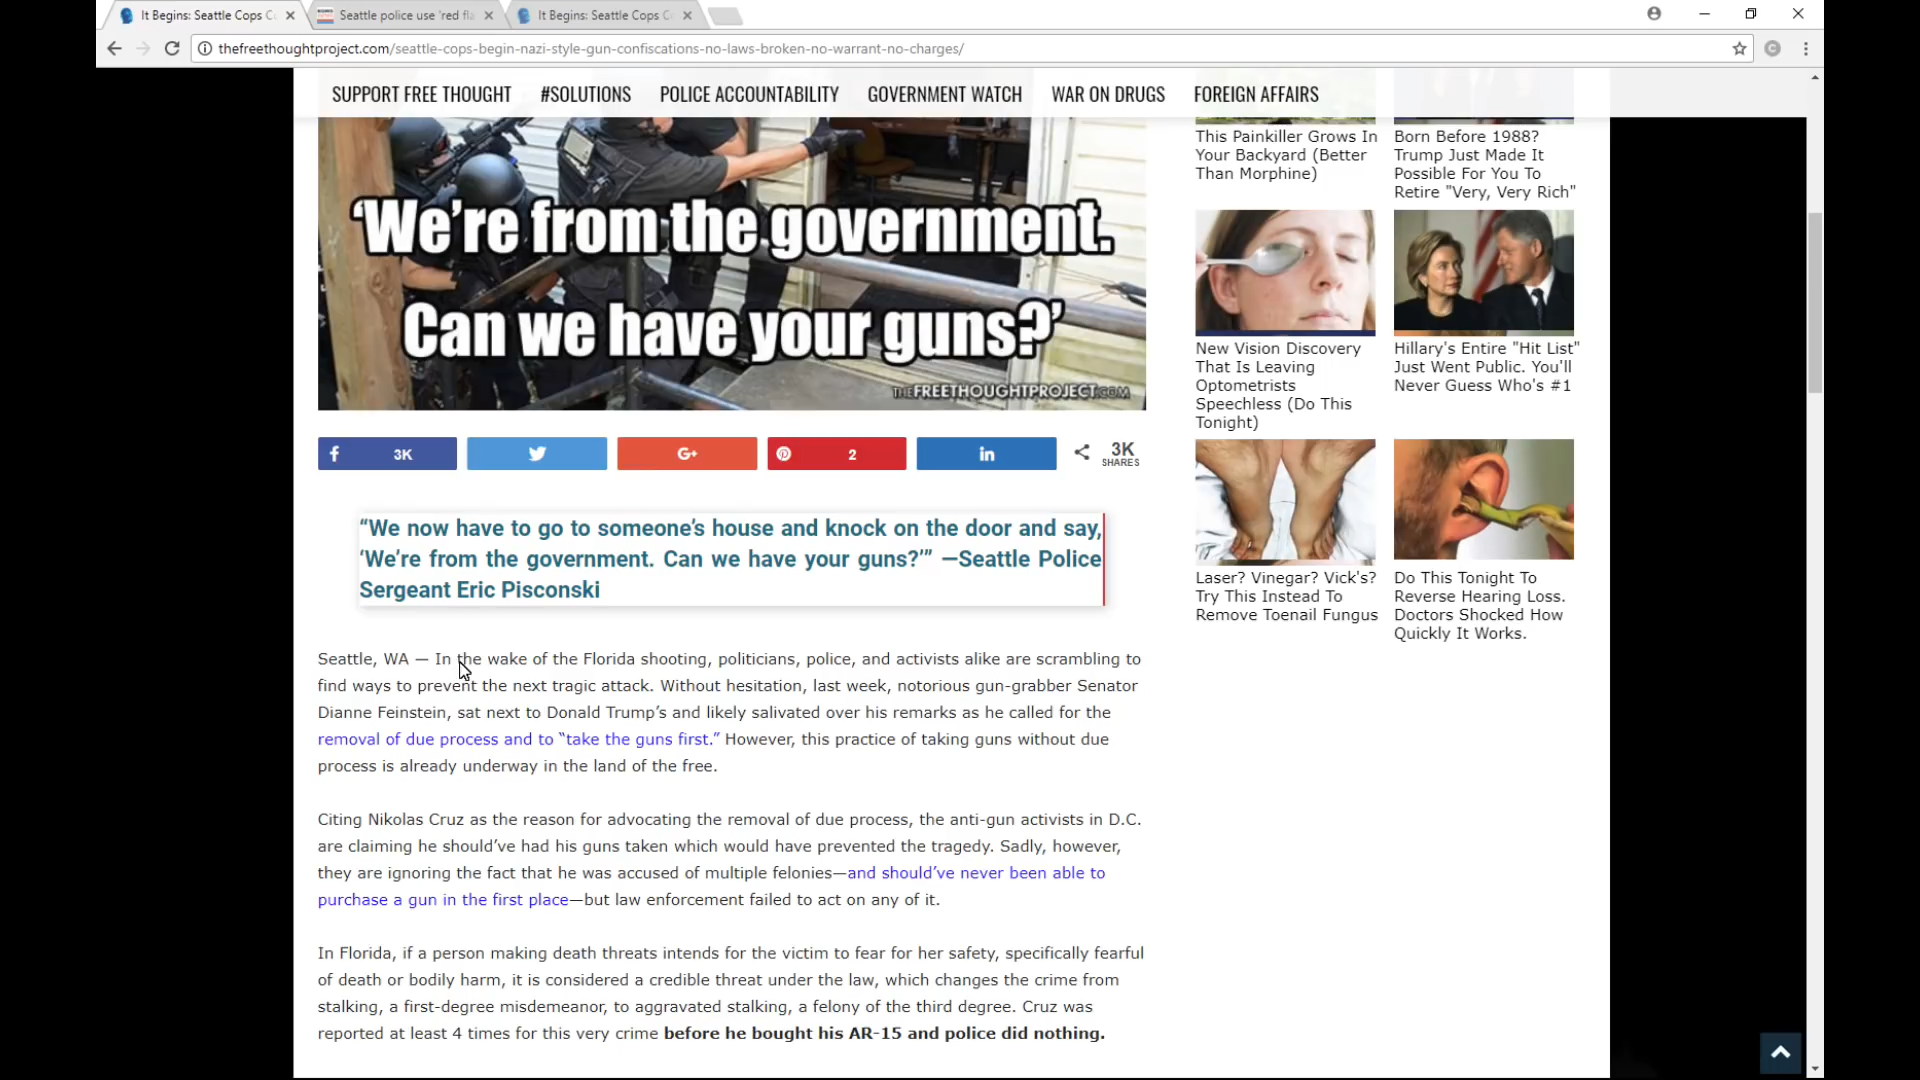 It Begins: Seattle Cops C
Seattle police use 'red fla
It Begins: Seattle Cops C
thefreethoughtproject.com/seattle-cops-begin-nazi-style-gun-confiscations-no-laws-broken-no-warrant-no-charges/
SUPPORT FREE THOUGHT #SOLUTIONS POLICE ACCOUNTABILITY GOVERNMENT WATCH WAR ON DRUGS FOREIGN AFFAIRS
‘We’re from the government.
Can we have your guns?’
THEFREETHOUGHTPROJECT.COM
f 3K
G+
2
in
3K
SHARES
“We now have to go to someone’s house and knock on the door and say,
‘We’re from the government. Can we have your guns?’” —Seattle Police
Sergeant Eric Pisconski
Seattle, WA — In the wake of the Florida shooting, politicians, police, and activists alike are scrambling to
find ways to prevent the next tragic attack. Without hesitation, last week, notorious gun-grabber Senator
Dianne Feinstein, sat next to Donald Trump’s and likely salivated over his remarks as he called for the
removal of due process and to “take the guns first.” However, this practice of taking guns without due
process is already underway in the land of the free.
Citing Nikolas Cruz as the reason for advocating the removal of due process, the anti-gun activists in D.C.
are claiming he should’ve had his guns taken which would have prevented the tragedy. Sadly, however,
they are ignoring the fact that he was accused of multiple felonies—and should’ve never been able to
purchase a gun in the first place—but law enforcement failed to act on any of it.
In Florida, if a person making death threats intends for the victim to fear for her safety, specifically fearful
of death or bodily harm, it is considered a credible threat under the law, which changes the crime from
stalking, a first-degree misdemeanor, to aggravated stalking, a felony of the third degree. Cruz was
reported at least 4 times for this very crime before he bought his AR-15 and police did nothing.
This Painkiller Grows In
Your Backyard (Better
Than Morphine)
Born Before 1988?
Trump Just Made It
Possible For You To
Retire "Very, Very Rich"
New Vision Discovery
That Is Leaving
Optometrists
Speechless (Do This
Tonight)
Hillary's Entire "Hit List"
Just Went Public. You'll
Never Guess Who's #1
Laser? Vinegar? Vick's?
Try This Instead To
Remove Toenail Fungus
Do This Tonight To
Reverse Hearing Loss.
Doctors Shocked How
Quickly It Works.